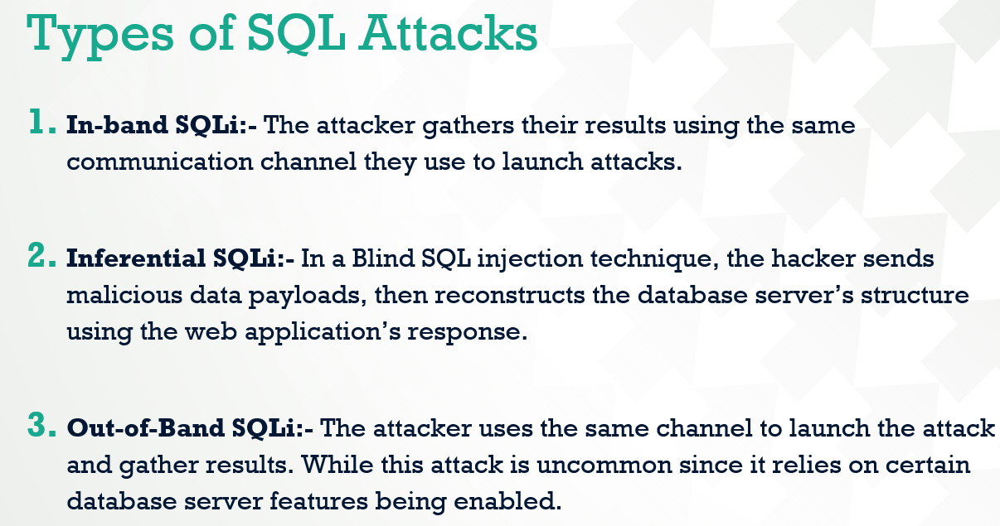 Types of SQL Attacks
1. In-band SQLi:- The attacker gathers their results using the same
communication channel they use to launch attacks.
2. Inferential SQLi:- In a Blind SQL injection technique, the hacker sends
malicious data payloads, then reconstructs the database server’s structure
using the web application’s response.
3. Out-of-Band SQLi:- The attacker uses the same channel to launch the attack
and gather results. While this attack is uncommon since it relies on certain
database server features being enabled.